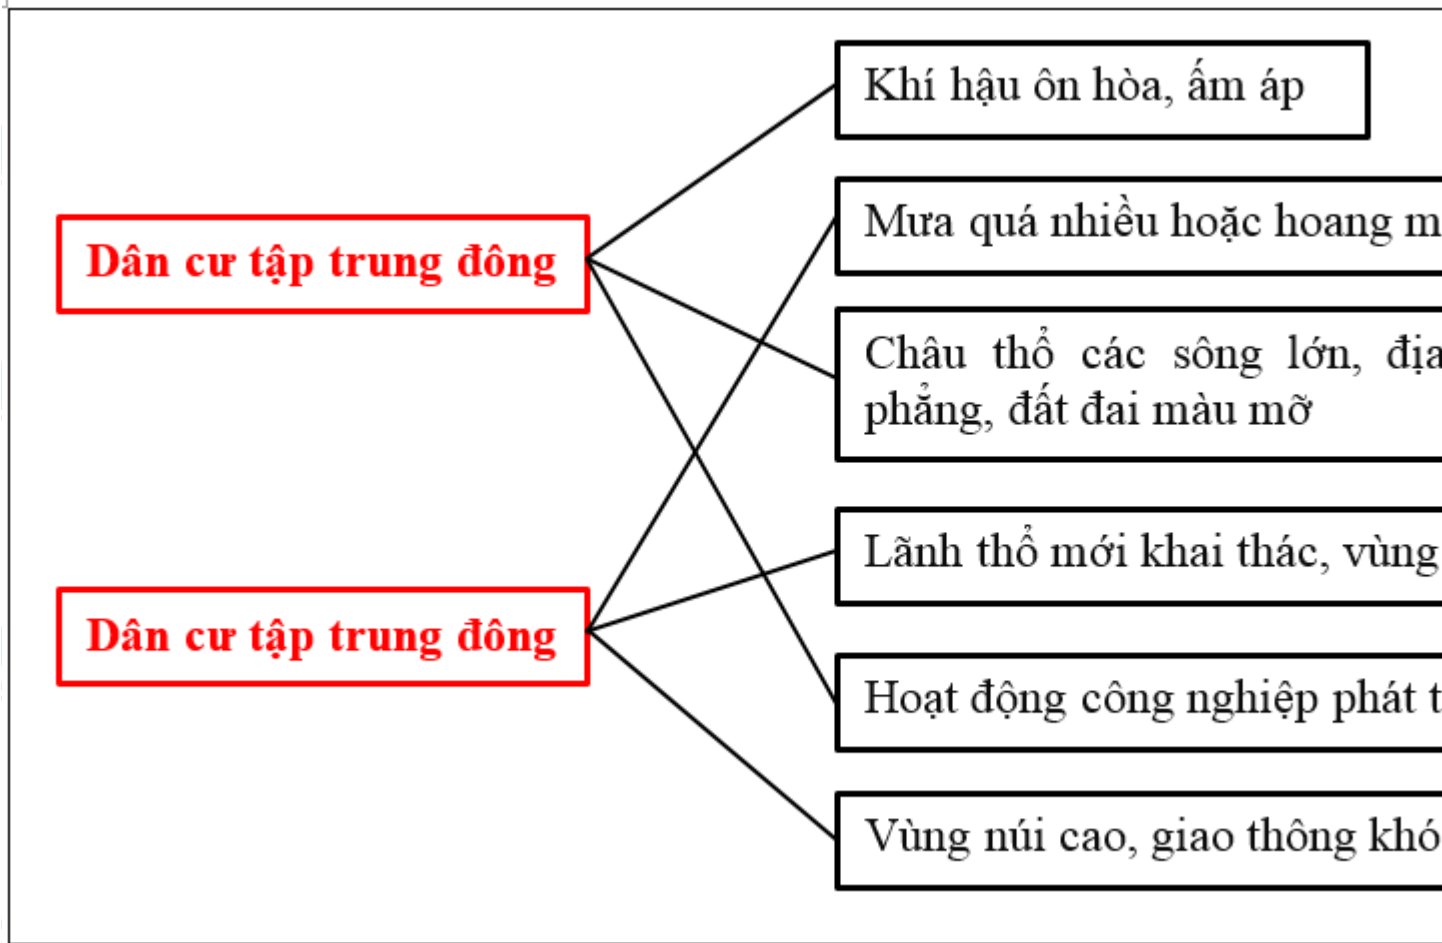 Khí hậu ôn hòa, ấm áp
Mưa quá nhiều hoặc hoang
Dân cư tập trung đông
Châu thổ các sông lớn, địa
phẳng, đất đai màu mỡ
Lãnh thổ mới khai thác, vùng
Dân cư tập trung đông
Hoạt động công nghiệp phát
Vùng núi cao, giao thông khó